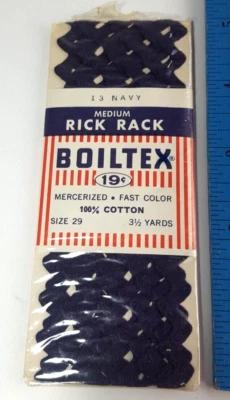 13 NAVY
MEDIUM
RICK RACK
BOILTEX®
19¢
MERCERIZED • FAST COLOR
100% COTTON
SIZE 29 3½ YARDS